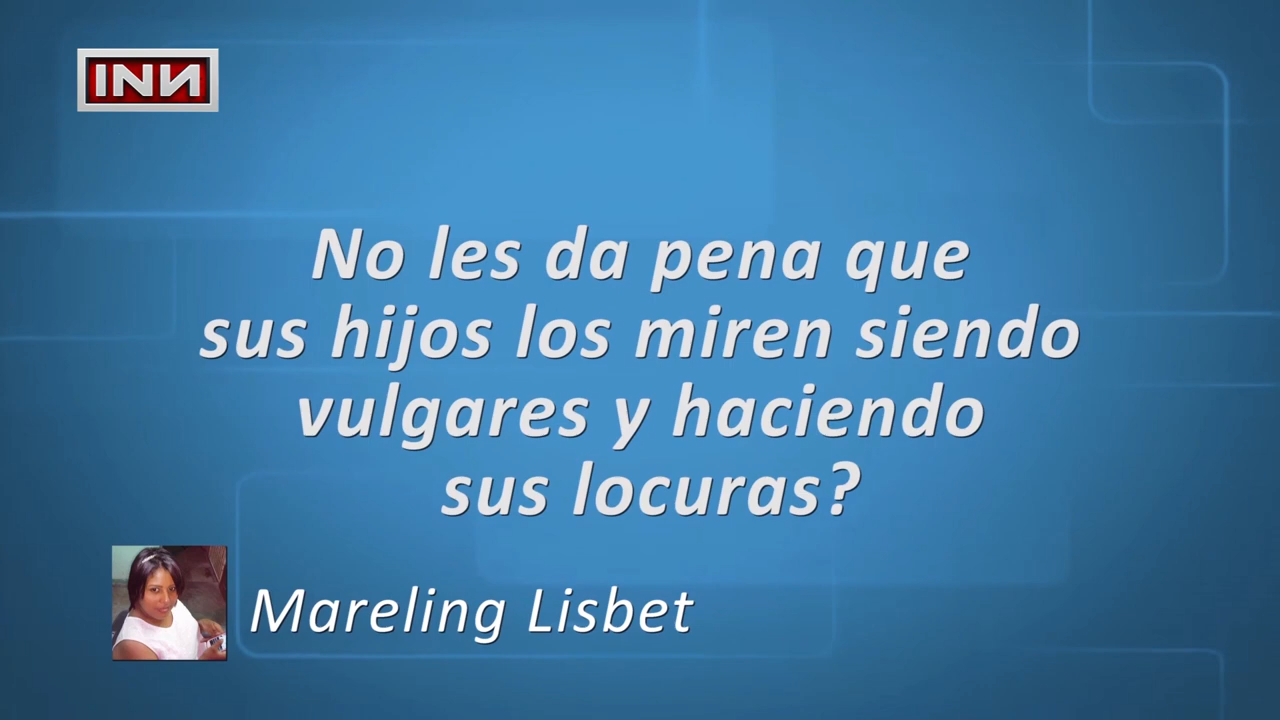 INN
No les da pena que
sus hijos los miren siendo
vulgares y haciendo
sus locuras?
Mareling Lisbet